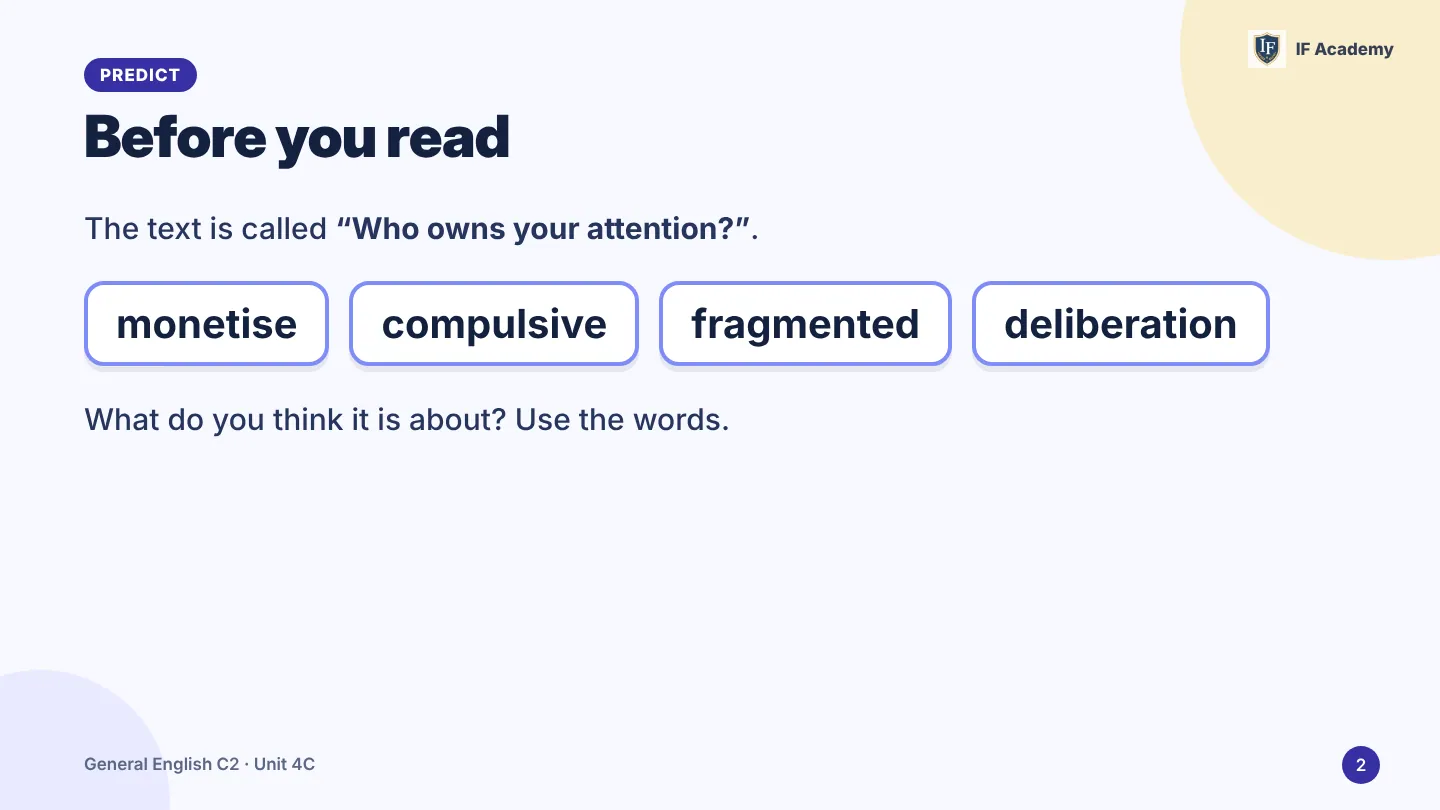 IF
IF Academy
PREDICT
Before you read
The text is called “Who owns your attention?”.
monetise compulsive fragmented deliberation
What do you think it is about? Use the words.
General English C2 · Unit 4C
2